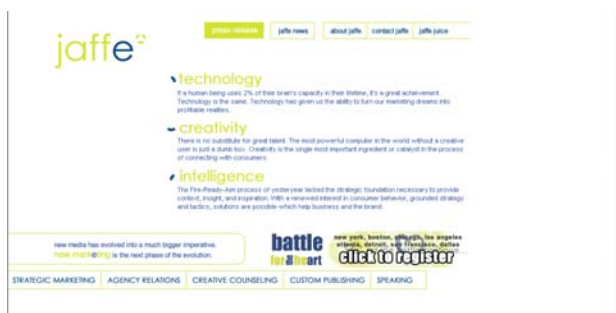 jaffe
press release jaffe news about jaffe contact jaffe jaffe juice
technology
If a human being uses 2% of their brain's capacity in their lifetime, it's a great achievement.
Technology is the same. Technology has given us the ability to turn our marketing dreams into
profitable realities.
creativity
There is no substitute for great talent. The most powerful computer in the world without a creative
user is just a dumb box. Creativity is the single most important ingredient or catalyst in the process
of connecting with consumers.
intelligence
The Fire-Ready-Aim process of yesteryear lacked the strategic foundation necessary to provide
context, insight, and inspiration. With a renewed interest in consumer behavior, grounded strategy
and tactics, solutions are possible which help business and the brand.
new media has evolved into a much bigger imperative.
new marketing is the next phase of the evolution.
battle
for the heart
new york, boston, chicago, los angeles
atlanta, detroit, san francisco, dallas
click to register
STRATEGIC MARKETING AGENCY RELATIONS CREATIVE COUNSELING CUSTOM PUBLISHING SPEAKING